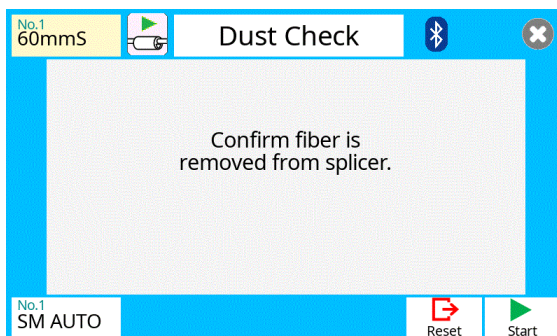 No.1
60mmS
Dust Check
Confirm fiber is
removed from splicer.
No.1
SM AUTO
Reset
Start